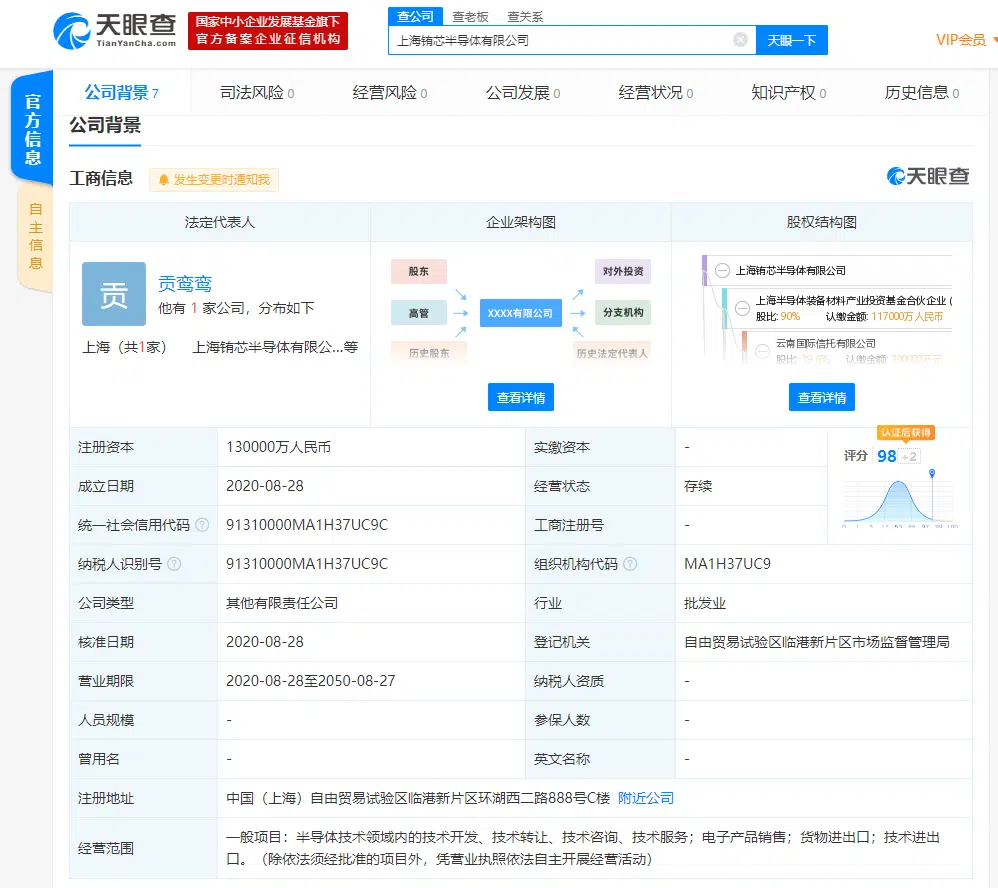 天眼查
TianYanCha.com
国家中小企业发展基金旗下
官方备案企业征信机构
查公司 查老板 查关系
上海铕芯半导体有限公司
天眼一下
VIP会员
官方信息
自主信息
公司背景 7 司法风险 0 经营风险 0 公司发展 0 经营状况 0 知识产权 0 历史信息 0
公司背景
工商信息 发生变更时通知我
天眼查
法定代表人 企业架构图 股权结构图
贡
贡鸾鸾
他有 1 家公司，分布如下
上海（共1家） 上海铕芯半导体有限公...等
股东 对外投资
高管 XXXX有限公司 分支机构
历史股东 历史法定代表人
查看详情
上海铕芯半导体有限公司
上海半导体装备材料产业投资基金合伙企业 (
股比: 90% 认缴金额: 117000万人民币
云南国际信托有限公司
股比: 39.6% 认缴金额:
查看详情
注册资本 130000万人民币 实缴资本 -
认证后获得
评分 98 +2
成立日期 2020-08-28 经营状态 存续
统一社会信用代码 91310000MA1H37UC9C 工商注册号 -
纳税人识别号 91310000MA1H37UC9C 组织机构代码 MA1H37UC9
公司类型 其他有限责任公司 行业 批发业
核准日期 2020-08-28 登记机关 自由贸易试验区临港新片区市场监督管理局
营业期限 2020-08-28至2050-08-27 纳税人资质 -
人员规模 - 参保人数 -
曾用名 - 英文名称 -
注册地址 中国（上海）自由贸易试验区临港新片区环湖西二路888号C楼 附近公司
经营范围 一般项目：半导体技术领域内的技术开发、技术转让、技术咨询、技术服务；电子产品销售；货物进出口；技术进出
口。（除依法须经批准的项目外，凭营业执照依法自主开展经营活动）